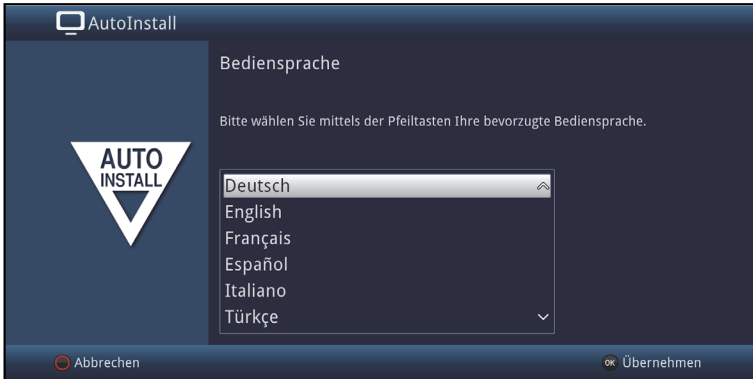 AutoInstall
Bediensprache
Bitte wählen Sie mittels der Pfeiltasten Ihre bevorzugte Bediensprache.
AUTO
INSTALL
Deutsch
English
Français
Español
Italiano
Türkçe
Abbrechen
OK Übernehmen